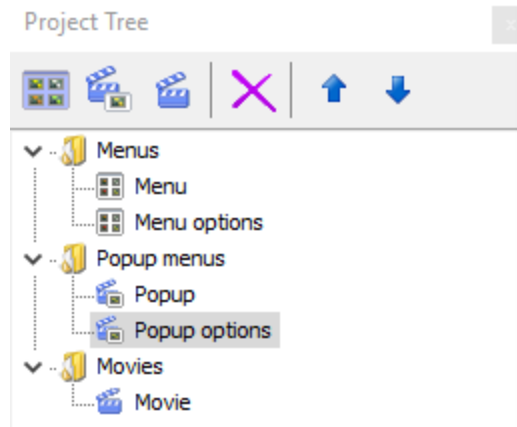 Project Tree
Menus
Menu
Menu options
Popup menus
Popup
Popup options
Movies
Movie